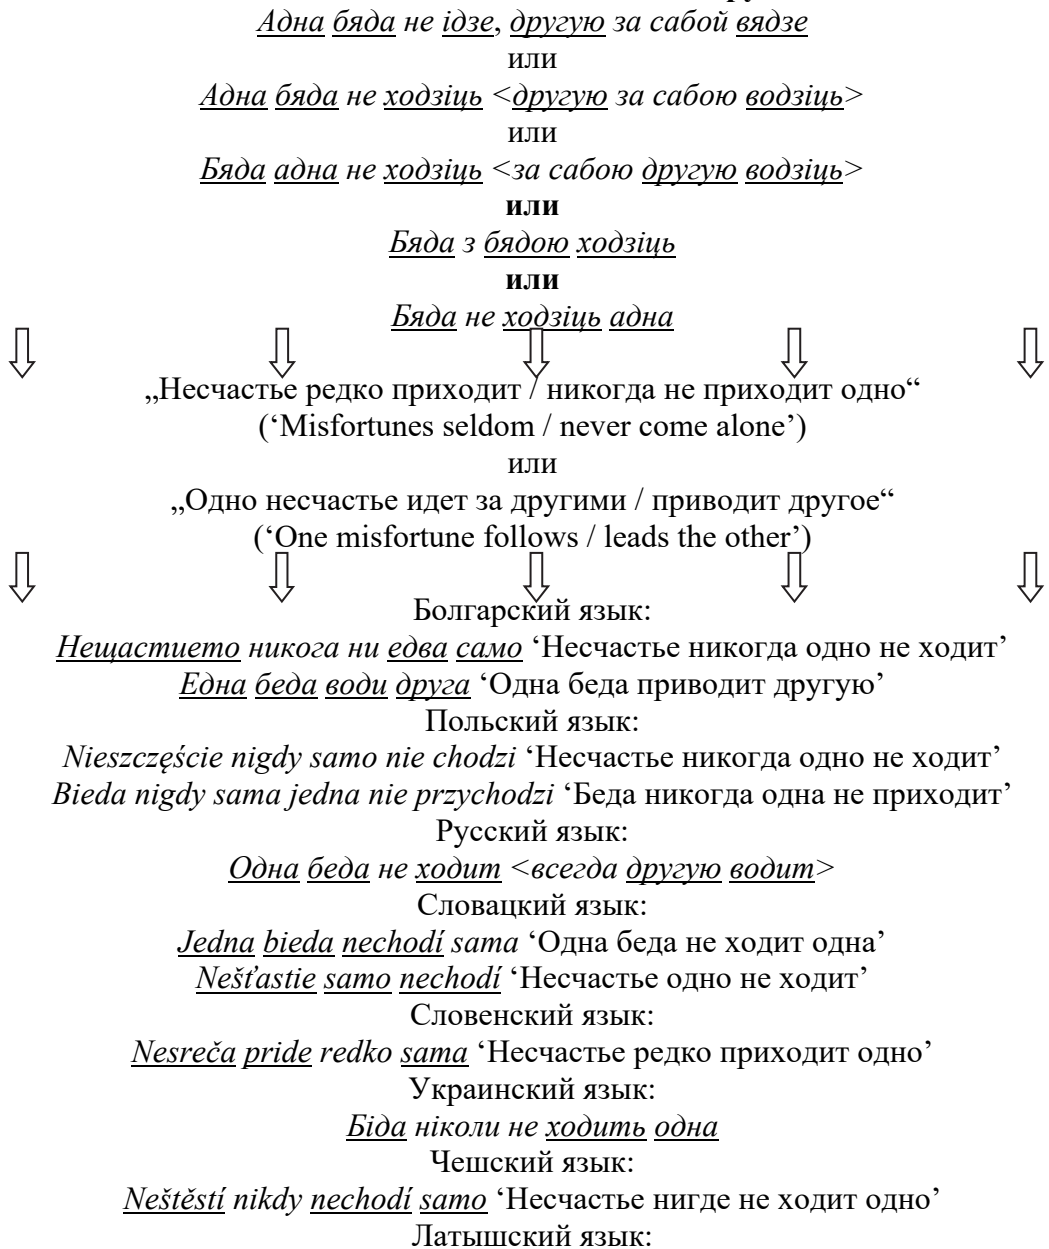 Адна бяда не ідзе, другую за сабой вядзе
или
Адна бяда не ходзіць <другую за сабою водзіць>
или
Бяда адна не ходзіць <за сабою другую водзіць>
или
Бяда з бядою ходзіць
или
Бяда не ходзіць адна
„Несчастье редко приходит / никогда не приходит одно“
(‘Misfortunes seldom / never come alone’)
или
„Одно несчастье идет за другими / приводит другое“
(‘One misfortune follows / leads the other’)
Болгарский язык:
Нещастието никога ни едва само ‘Несчастье никогда одно не ходит’
Една беда води друга ‘Одна беда приводит другую’
Польский язык:
Nieszczęście nigdy samo nie chodzi ‘Несчастье никогда одно не ходит’
Bieda nigdy sama jedna nie przychodzi ‘Беда никогда одна не приходит’
Русский язык:
Одна беда не ходит <всегда другую водит>
Словацкий язык:
Jedna bieda nechodí sama ‘Одна беда не ходит одна’
Nešťastie samo nechodí ‘Несчастье одно не ходит’
Словенский язык:
Nesreča pride redko sama ‘Несчастье редко приходит одно’
Украинский язык:
Біда ніколи не ходить одна
Чешский язык:
Neštěstí nikdy nechodí samo ‘Несчастье нигде не ходит одно’
Латышский язык: